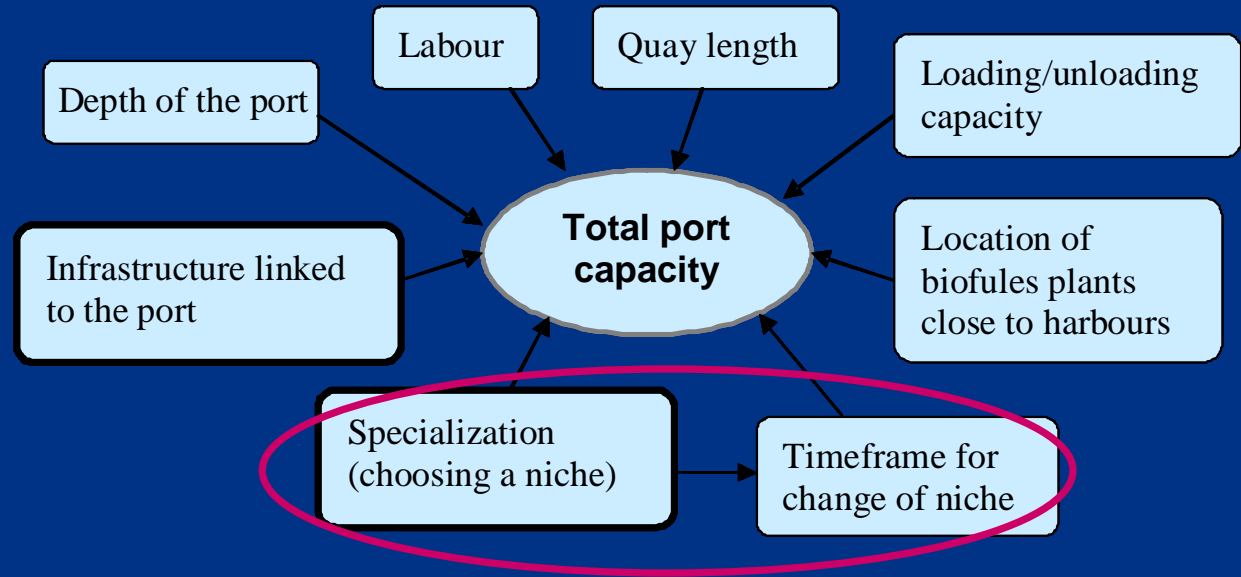 Labour
Quay length
Depth of the port
Loading/unloading
capacity
Total port
capacity
Infrastructure linked
to the port
Location of
biofules plants
close to harbours
Specialization
(choosing a niche)
Timeframe for
change of niche